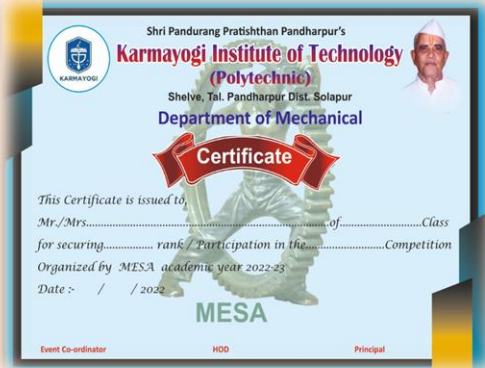 Shri Pandurang Pratishthan Pandharpur's
Karmayogi Institute of Technology
(Polytechnic)
Shelve, Tal. Pandharpur Dist. Solapur
Department of Mechanical
KARMAYOGI
Certificate
This Certificate is issued to,
Mr./Mrs..............................................................of.....................Class
for securing............... rank / Participation in the........................Competition
Organized by MESA academic year 2022-23
Date :- / / 2022
MESA
Event Co-ordinator HOD Principal